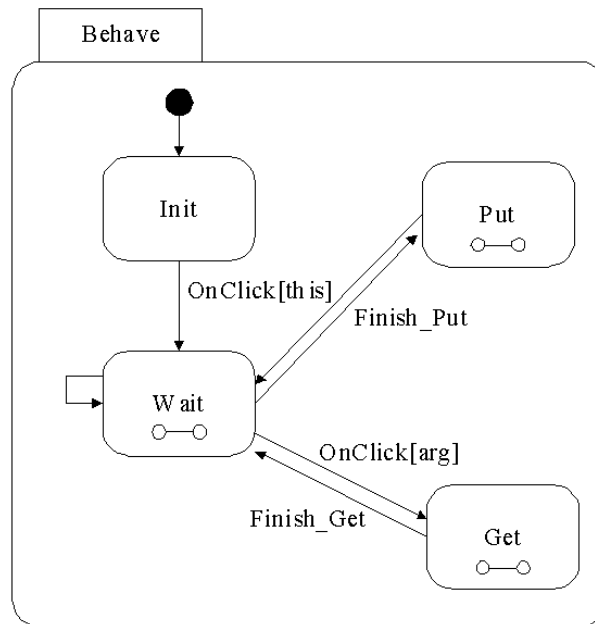 Behave
Init
Put
OnClick[this]
Finish_Put
Wait
OnClick[arg]
Finish_Get
Get